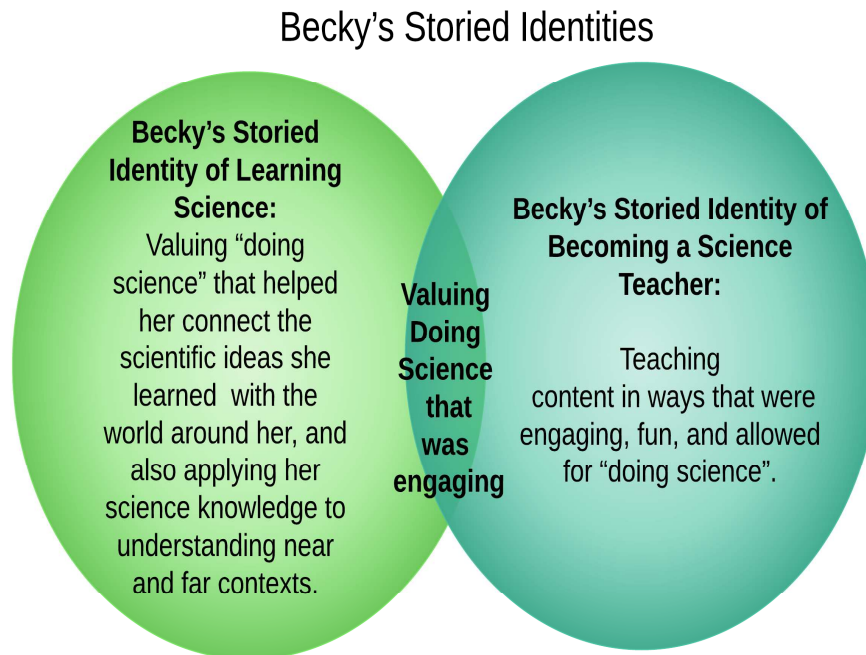 Becky’s Storied Identities
Becky’s Storied
Identity of Learning
Science:
Valuing “doing
science” that helped
her connect the
scientific ideas she
learned with the
world around her, and
also applying her
science knowledge to
understanding near
and far contexts.
Valuing
Doing
Science
that
was
engaging
Becky’s Storied Identity of
Becoming a Science
Teacher:
Teaching
content in ways that were
engaging, fun, and allowed
for “doing science”.